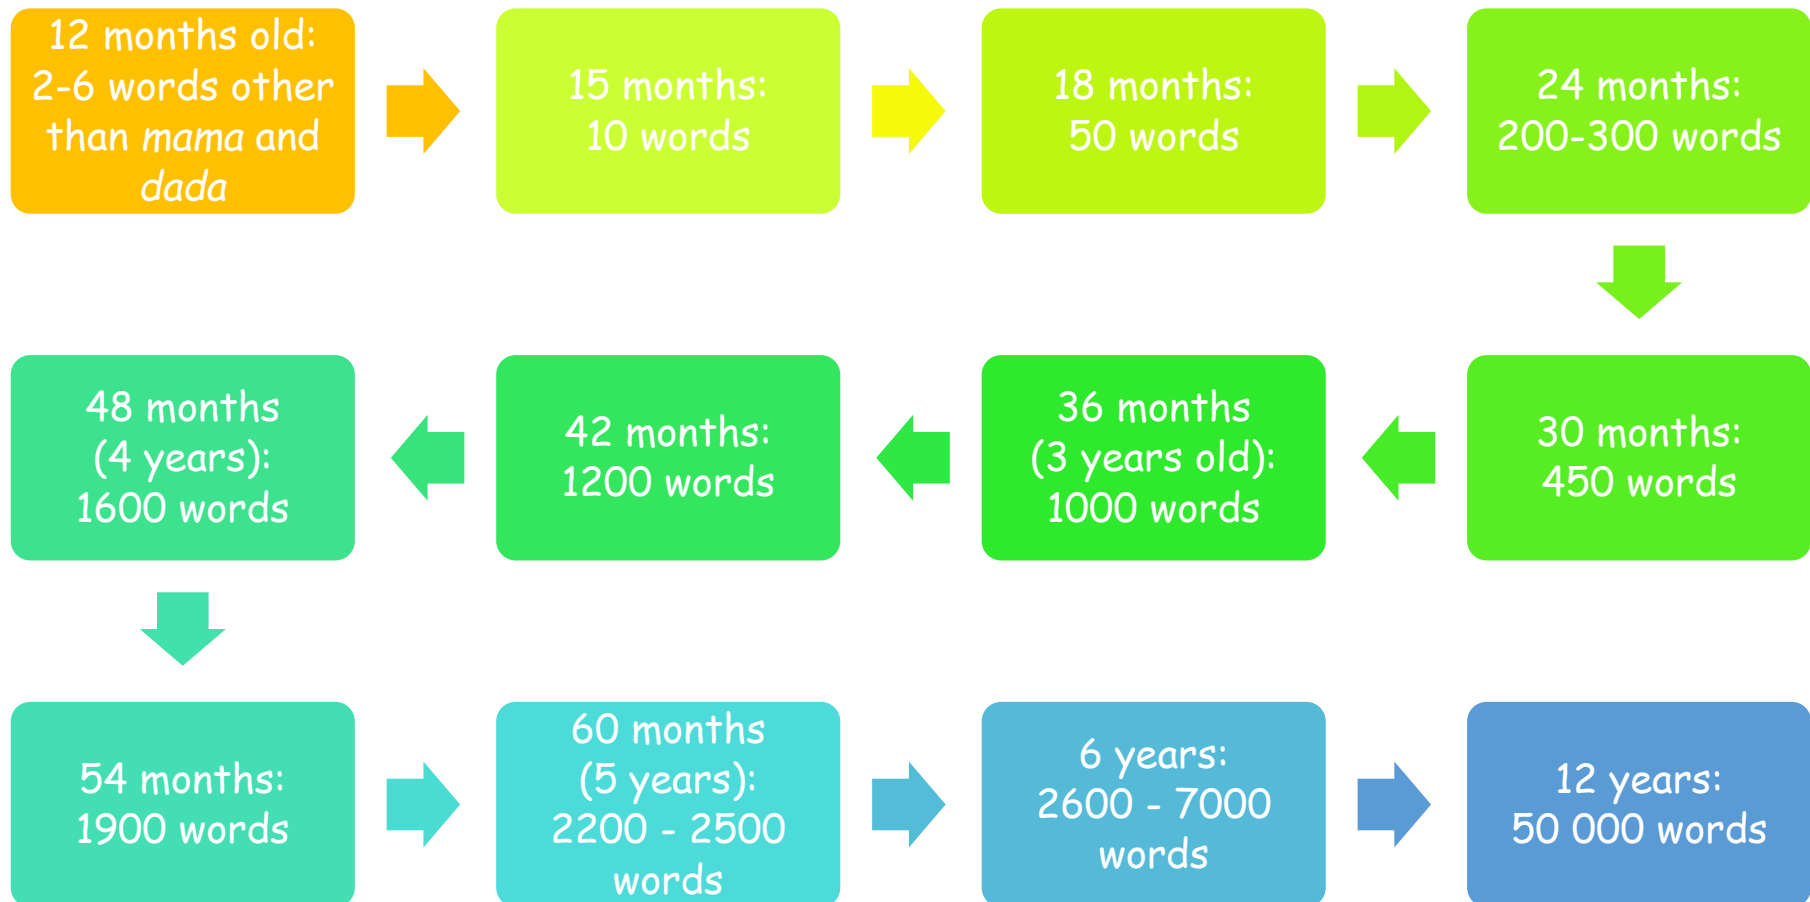 12 months old:
2-6 words other
than mama and
dada
15 months:
10 words
18 months:
50 words
24 months:
200-300 words
30 months:
450 words
36 months
(3 years old):
1000 words
42 months:
1200 words
48 months
(4 years):
1600 words
54 months:
1900 words
60 months
(5 years):
2200 - 2500
words
6 years:
2600 - 7000
words
12 years:
50 000 words